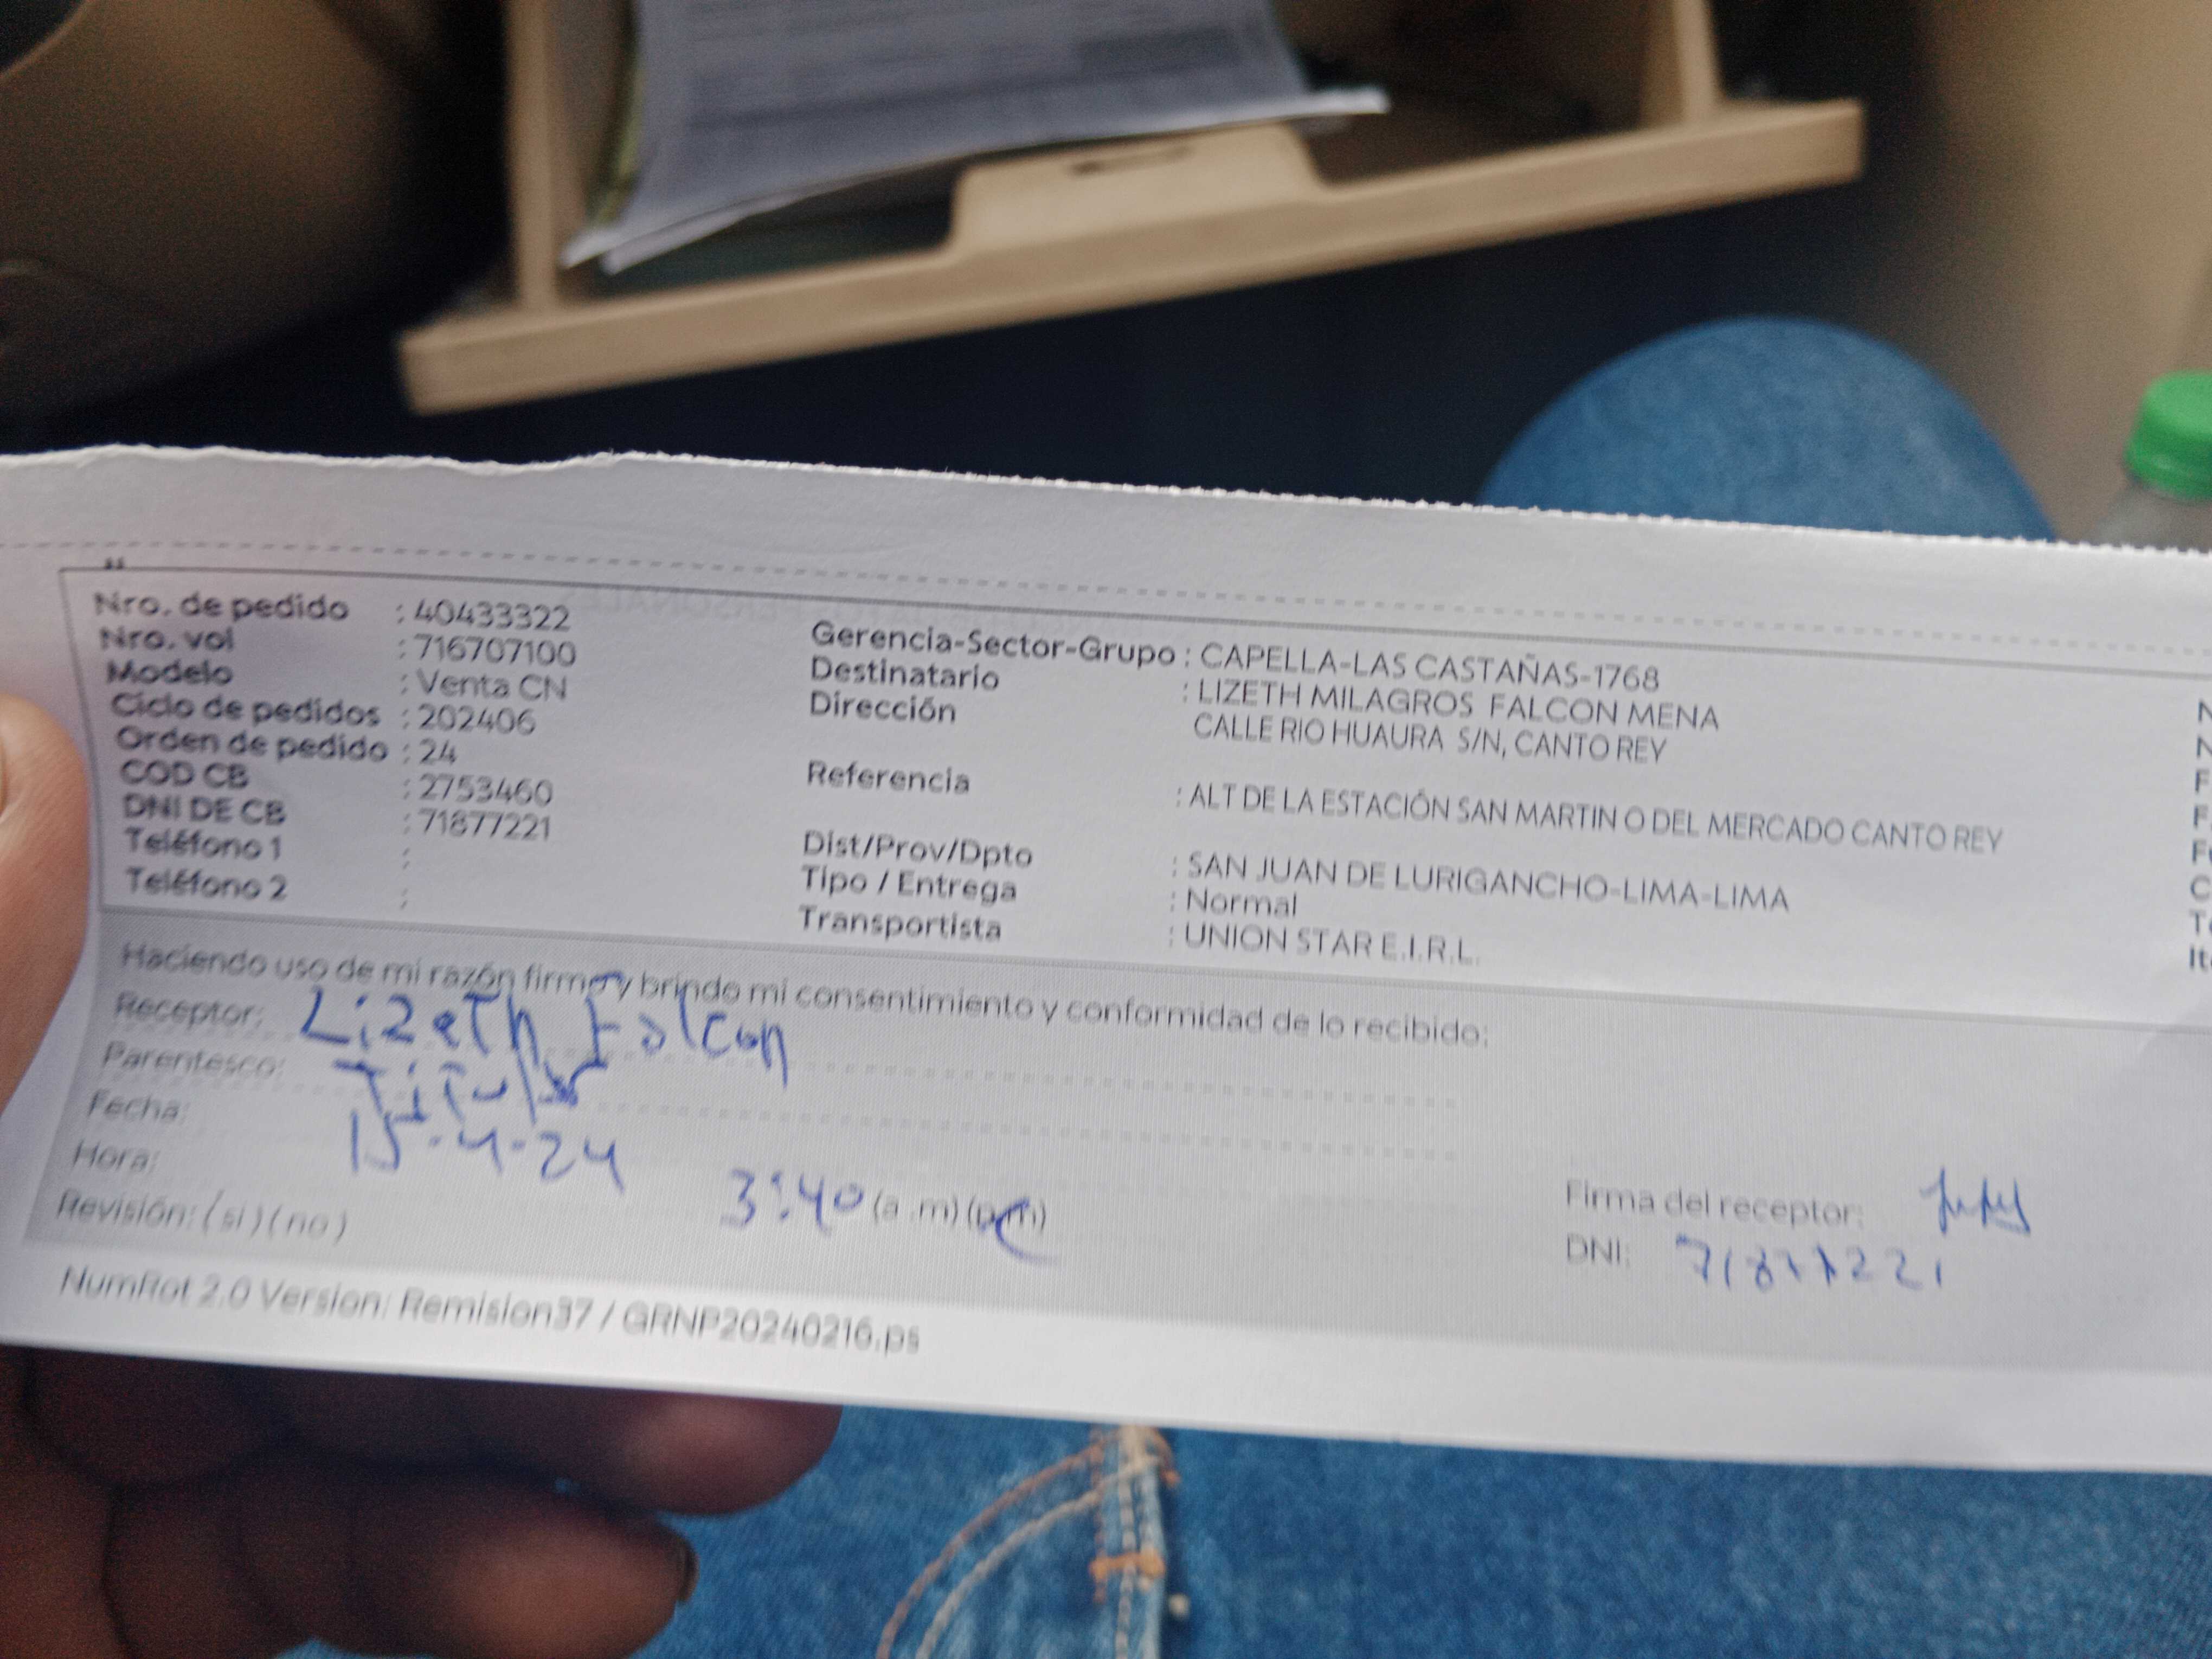 Nro. de pedido : 40433322
Nro. vol : 716707100
Modelo : Venta CN
Ciclo de pedidos : 202406
Orden de pedido : 24
COD CB : 2753460
DNI DE CB : 71877221
Teléfono 1 :
Teléfono 2 :
Gerencia-Sector-Grupo : CAPELLA-LAS CASTAÑAS-1768
Destinatario : LIZETH MILAGROS FALCON MENA
Dirección CALLE RIO HUAURA S/N, CANTO REY
Referencia : ALT DE LA ESTACIÓN SAN MARTIN O DEL MERCADO CANTO REY
Dist/Prov/Dpto : SAN JUAN DE LURIGANCHO-LIMA-LIMA
Tipo / Entrega : Normal
Transportista : UNION STAR E.I.R.L.
Haciendo uso de mi razón firmo y brindo mi consentimiento y conformidad de lo recibido:
Receptor: Lizeth Falcon
Parentesco: Titular
Fecha: 15-4-24
Hora: 3:40 (a .m) (p.m)
Revisión: ( si ) ( no )
Firma del receptor:
DNI: 71877221
NumRot 2.0 Version: Remision37 / GRNP20240216.ps